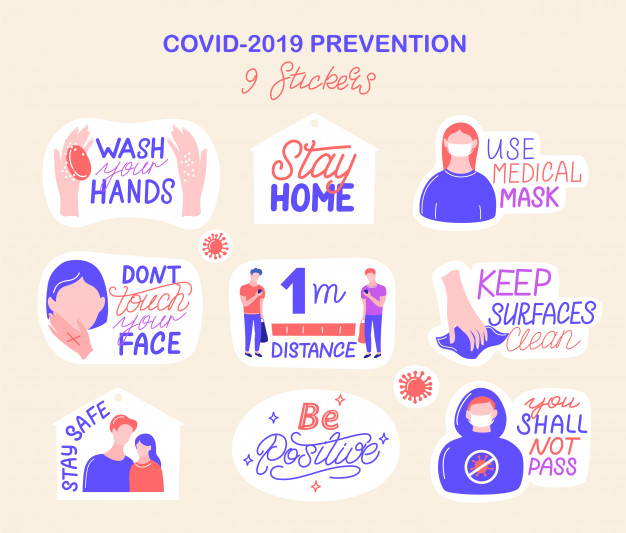 COVID-2019 PREVENTION
9 Stickers
WASH
your
HANDS
Stay
HOME
USE
MEDICAL
MASK
DONT
touch
your
FACE
1m
DISTANCE
KEEP
SURFACES
clean
STAY SAFE
Be
Positive
you
SHALL
NOT
PASS